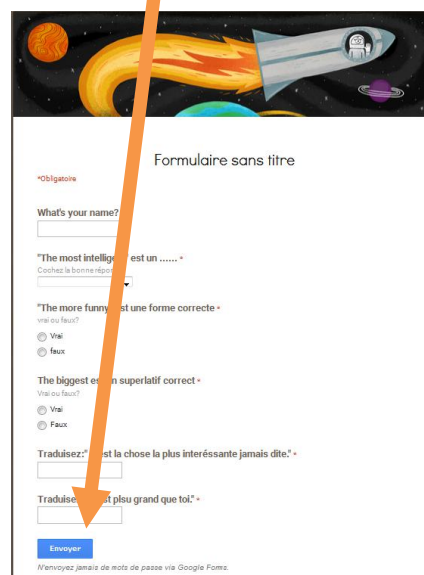 Formulaire sans titre
*Obligatoire
What's your name?
"The most intellige est un ...... *
Cochez la bonne répo
"The more funny st une forme correcte *
vrai ou faux?
Vrai
faux
The biggest es n superlatif correct *
Vrai ou faux?
Vrai
Faux
Traduisez:" est la chose la plus interéssante jamais dite." *
Traduise st plsu grand que toi." *
Envoyer
N'envoyez jamais de mots de passe via Google Forms.